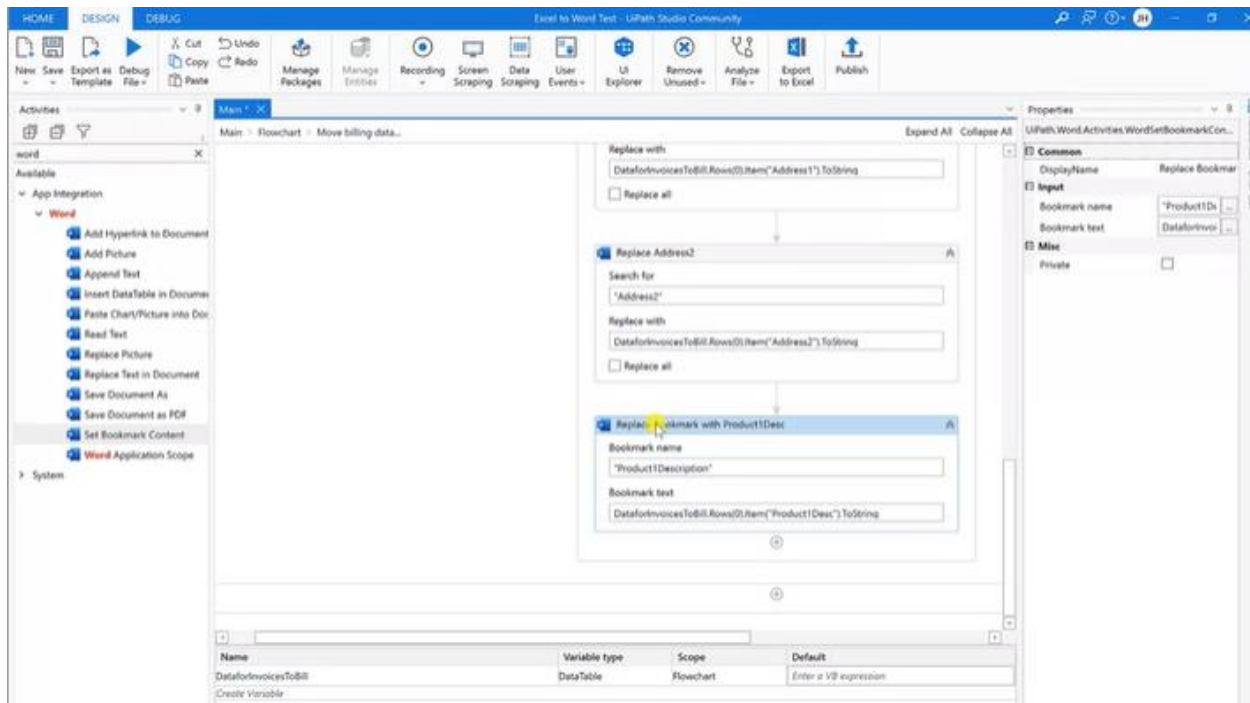 HOME DESIGN DEBUG Excel to Word Test - UiPath Studio Community JH
New Save Export as Template Debug File Cut Copy Paste Undo Redo Manage Packages Manage Entities Recording Screen Scraping Data Scraping User Events UI Explorer Remove Unused Analyze File Export to Excel Publish
Activities
word
Available
App Integration
Word
Add Hyperlink to Document
Add Picture
Append Text
Insert DataTable in Documen
Paste Chart/Picture into Doc
Read Text
Replace Picture
Replace Text in Document
Save Document As
Save Document as PDF
Set Bookmark Content
Word Application Scope
System
Main *
Main > Flowchart > Move billing data... Expand All Collapse All
Replace with
DataforInvoicesToBill.Rows(0).Item("Address1").ToString
Replace all
Replace Address2
Search for
"Address2"
Replace with
DataforInvoicesToBill.Rows(0).Item("Address2").ToString
Replace all
Replace Bookmark with Product1Desc
Bookmark name
"Product1Description"
Bookmark text
DataforInvoicesToBill.Rows(0).Item("Product1Desc").ToString
Name Variable type Scope Default
DataforInvoicesToBill DataTable Flowchart Enter a VB expression
Create Variable
Properties
UiPath.Word.Activities.WordSetBookmarkCon...
Common
DisplayName Replace Bookmar
Input
Bookmark name "Product1De ...
Bookmark text DataforInvoi ...
Misc
Private